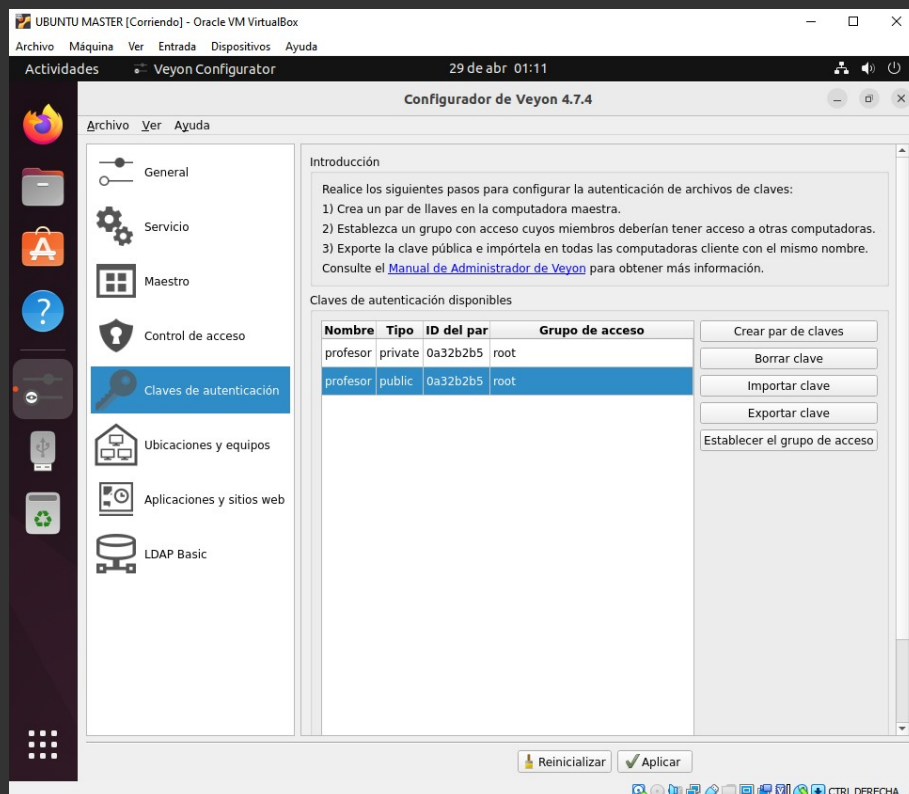 UBUNTU MASTER [Corriendo] - Oracle VM VirtualBox
Archivo Máquina Ver Entrada Dispositivos Ayuda
Actividades Veyon Configurator 29 de abr 01:11
Configurador de Veyon 4.7.4
Archivo Ver Ayuda
General
Servicio
Maestro
Control de acceso
Claves de autenticación
Ubicaciones y equipos
Aplicaciones y sitios web
LDAP Basic
Introducción
Realice los siguientes pasos para configurar la autenticación de archivos de claves:
1) Crea un par de llaves en la computadora maestra.
2) Establezca un grupo con acceso cuyos miembros deberían tener acceso a otras computadoras.
3) Exporte la clave pública e impórtela en todas las computadoras cliente con el mismo nombre.
Consulte el Manual de Administrador de Veyon para obtener más información.
Claves de autenticación disponibles
Nombre Tipo ID del par Grupo de acceso
profesor private 0a32b2b5 root
profesor public 0a32b2b5 root
Crear par de claves
Borrar clave
Importar clave
Exportar clave
Establecer el grupo de acceso
Reinicializar Aplicar
CTRL DERECHA